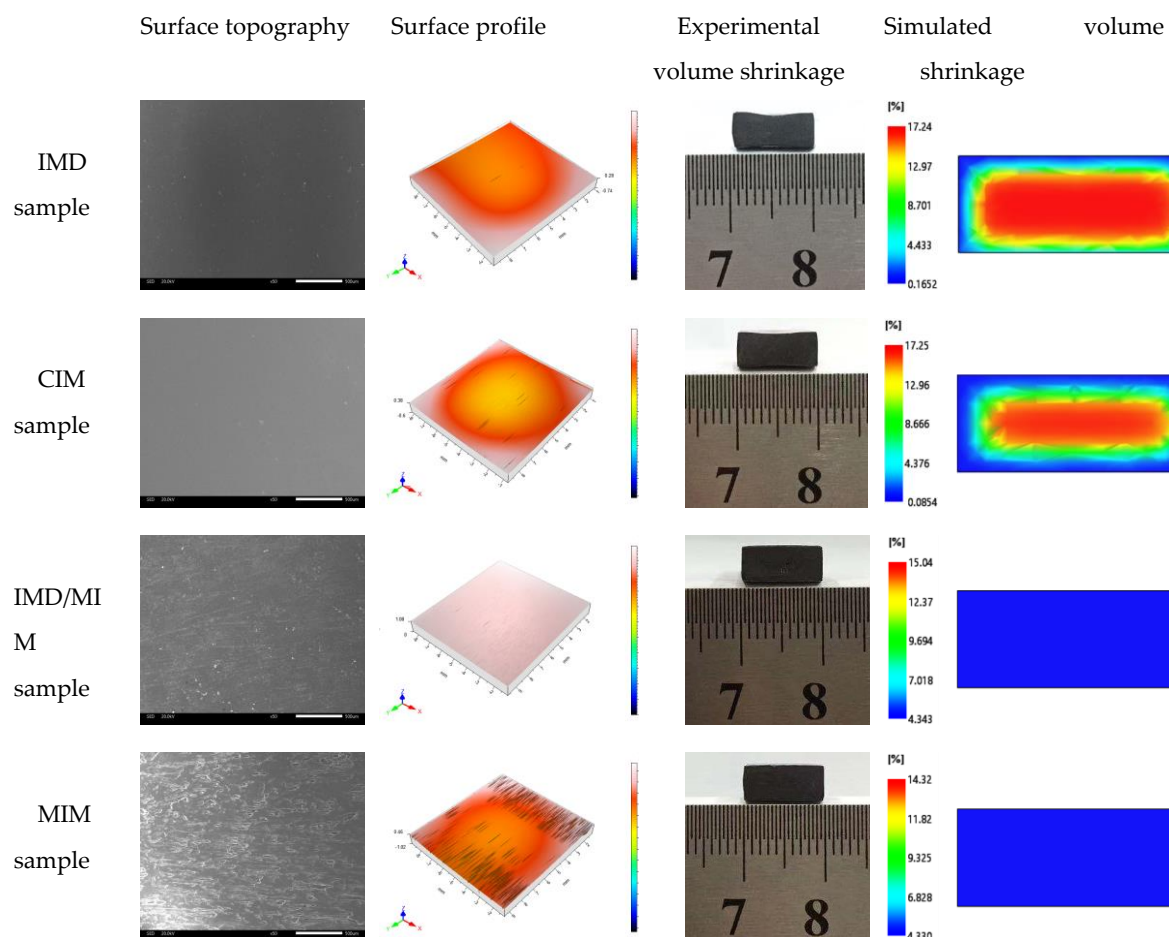 Surface topography Surface profile Experimental Simulated volume
volume shrinkage shrinkage
IMD
sample
[%]
17.24
12.97
8.701
4.433
0.1652
7 8
CIM
sample
[%]
17.25
12.96
8.666
4.376
0.0854
7 8
IMD/MI
M
sample
[%]
15.04
12.37
9.694
7.018
4.343
7 8
MIM
sample
[%]
14.32
11.82
9.325
6.828
4.330
7 8